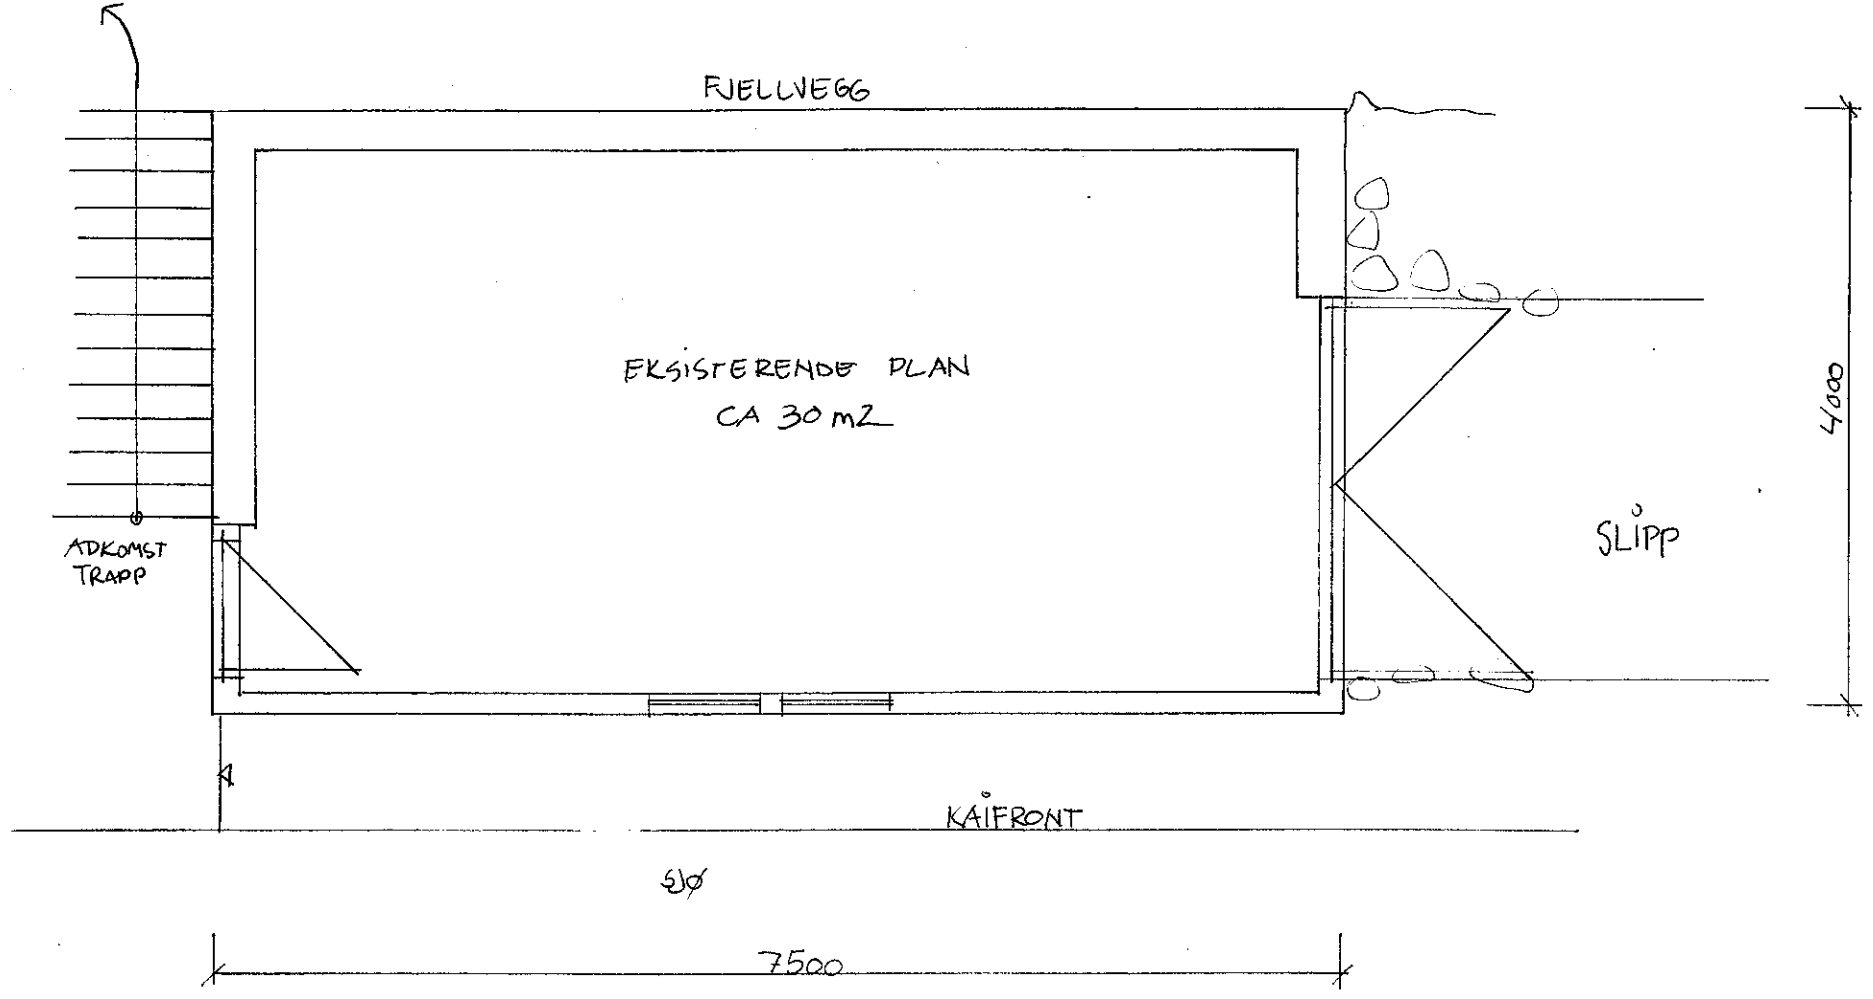 FJELLVEGG
EKSISTERENDE PLAN
CA 30 m2
4000
SLIPP
ADKOMST
TRAPP
KAIFRONT
SJØ
7500